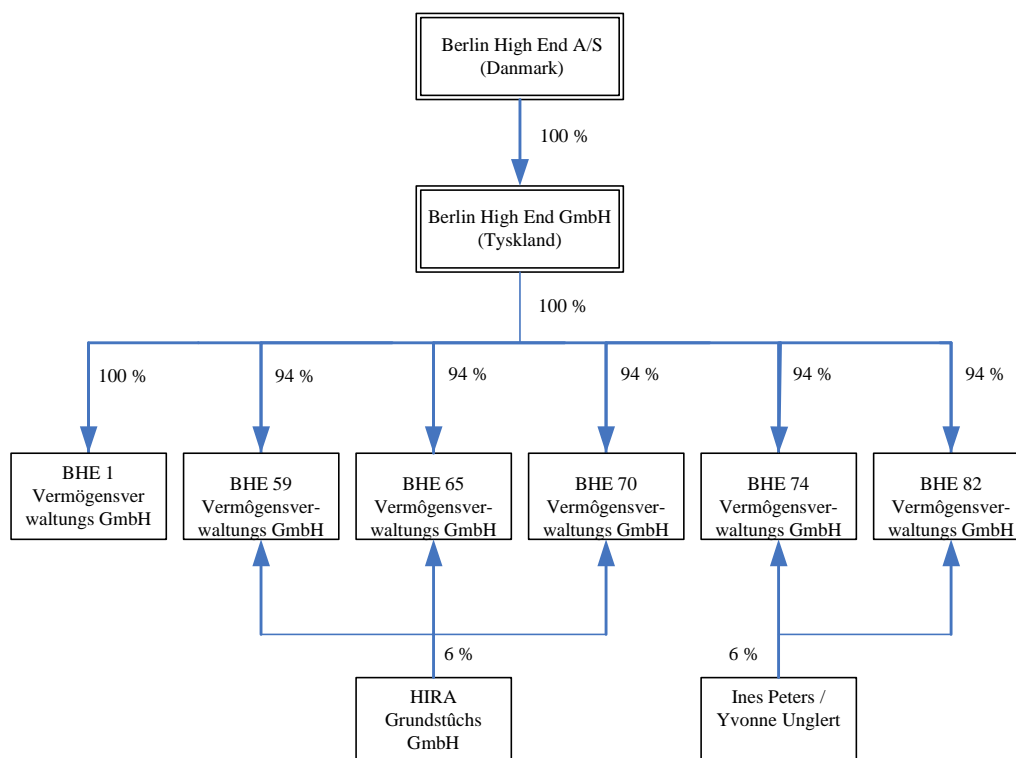 Berlin High End A/S
(Danmark)
100 %
Berlin High End GmbH
(Tyskland)
100 %
100 %
94 %
94 %
94 %
94 %
94 %
BHE 1
Vermögensver
waltungs GmbH
BHE 59
Vermôgensver-
waltungs GmbH
BHE 65
Vermôgensver-
waltungs GmbH
BHE 70
Vermôgensver-
waltungs GmbH
BHE 74
Vermôgensver-
waltungs GmbH
BHE 82
Vermôgensver-
waltungs GmbH
6 %
6 %
HIRA
Grundstûchs
GmbH
Ines Peters /
Yvonne Unglert